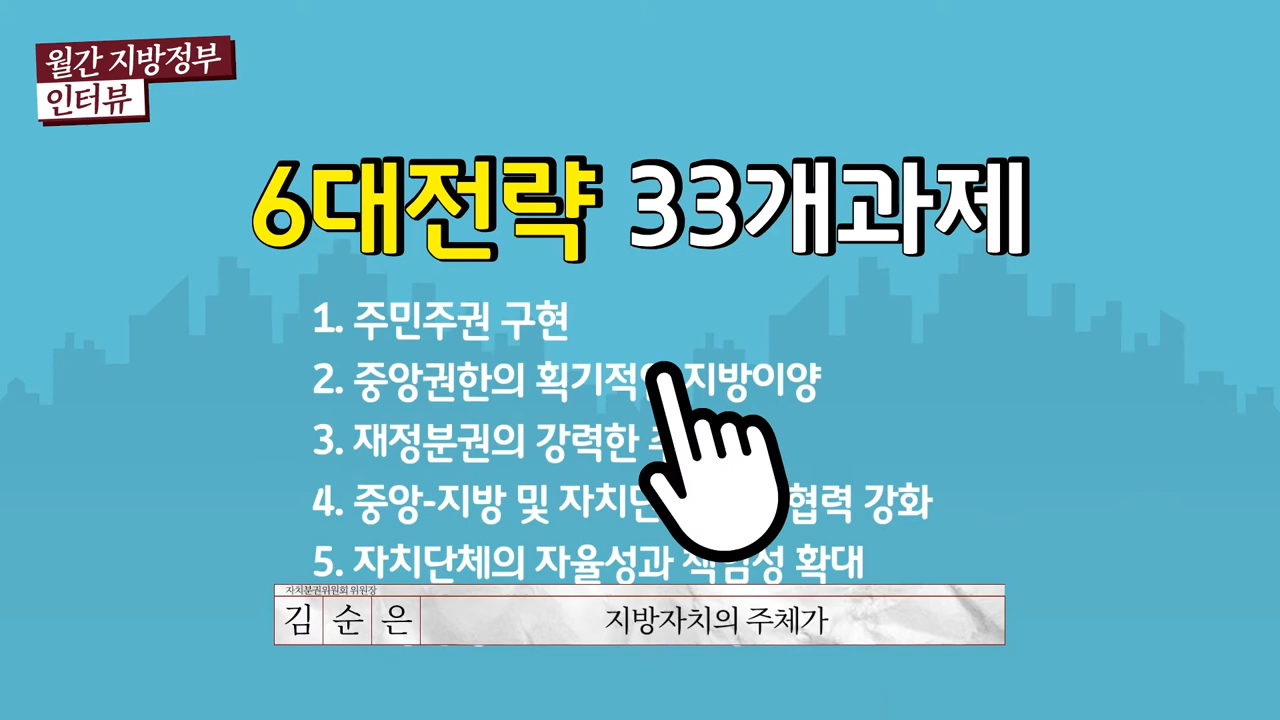 월간 지방정부
인터뷰
6대전략 33개과제
1. 주민주권 구현
2. 중앙권한의 획기적인 지방이양
3. 재정분권의 강력한
4. 중앙-지방 및 협력 강화
5. 자치단체의 자율성과 책임성 확대
자치분권위원회 위원장
김순은 지방자치의 주체가